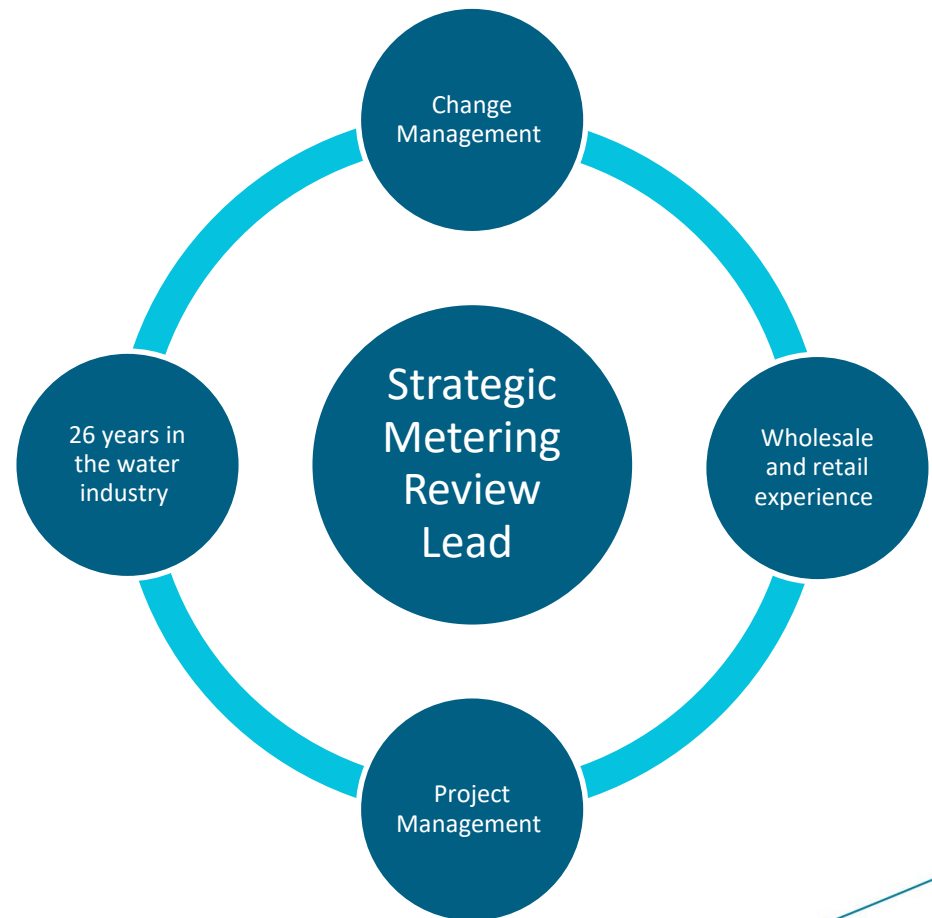 Change
Management
26 years in
the water
industry
Strategic
Metering
Review
Lead
Wholesale
and retail
experience
Project
Management